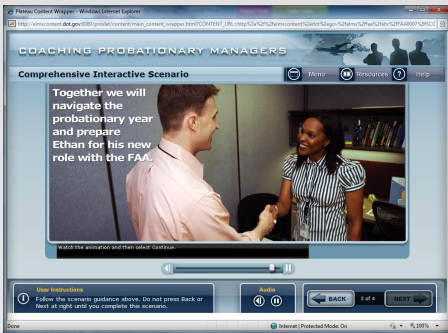 Plateau Content Wrapper - Windows Internet Explorer
COACHING PROBATIONARY MANAGERS
Comprehensive Interactive Scenario
Menu
Resources
Help
Together we will
navigate the
probationary year
and prepare
Ethan for his new
role with the FAA.
Watch the animation and then select Continue.
User Instructions
Follow the scenario guidance above. Do not press Back or
Next at right until you complete this scenario.
Audio
BACK
3 of 4
NEXT
Done
Internet | Protected Mode: On
100%